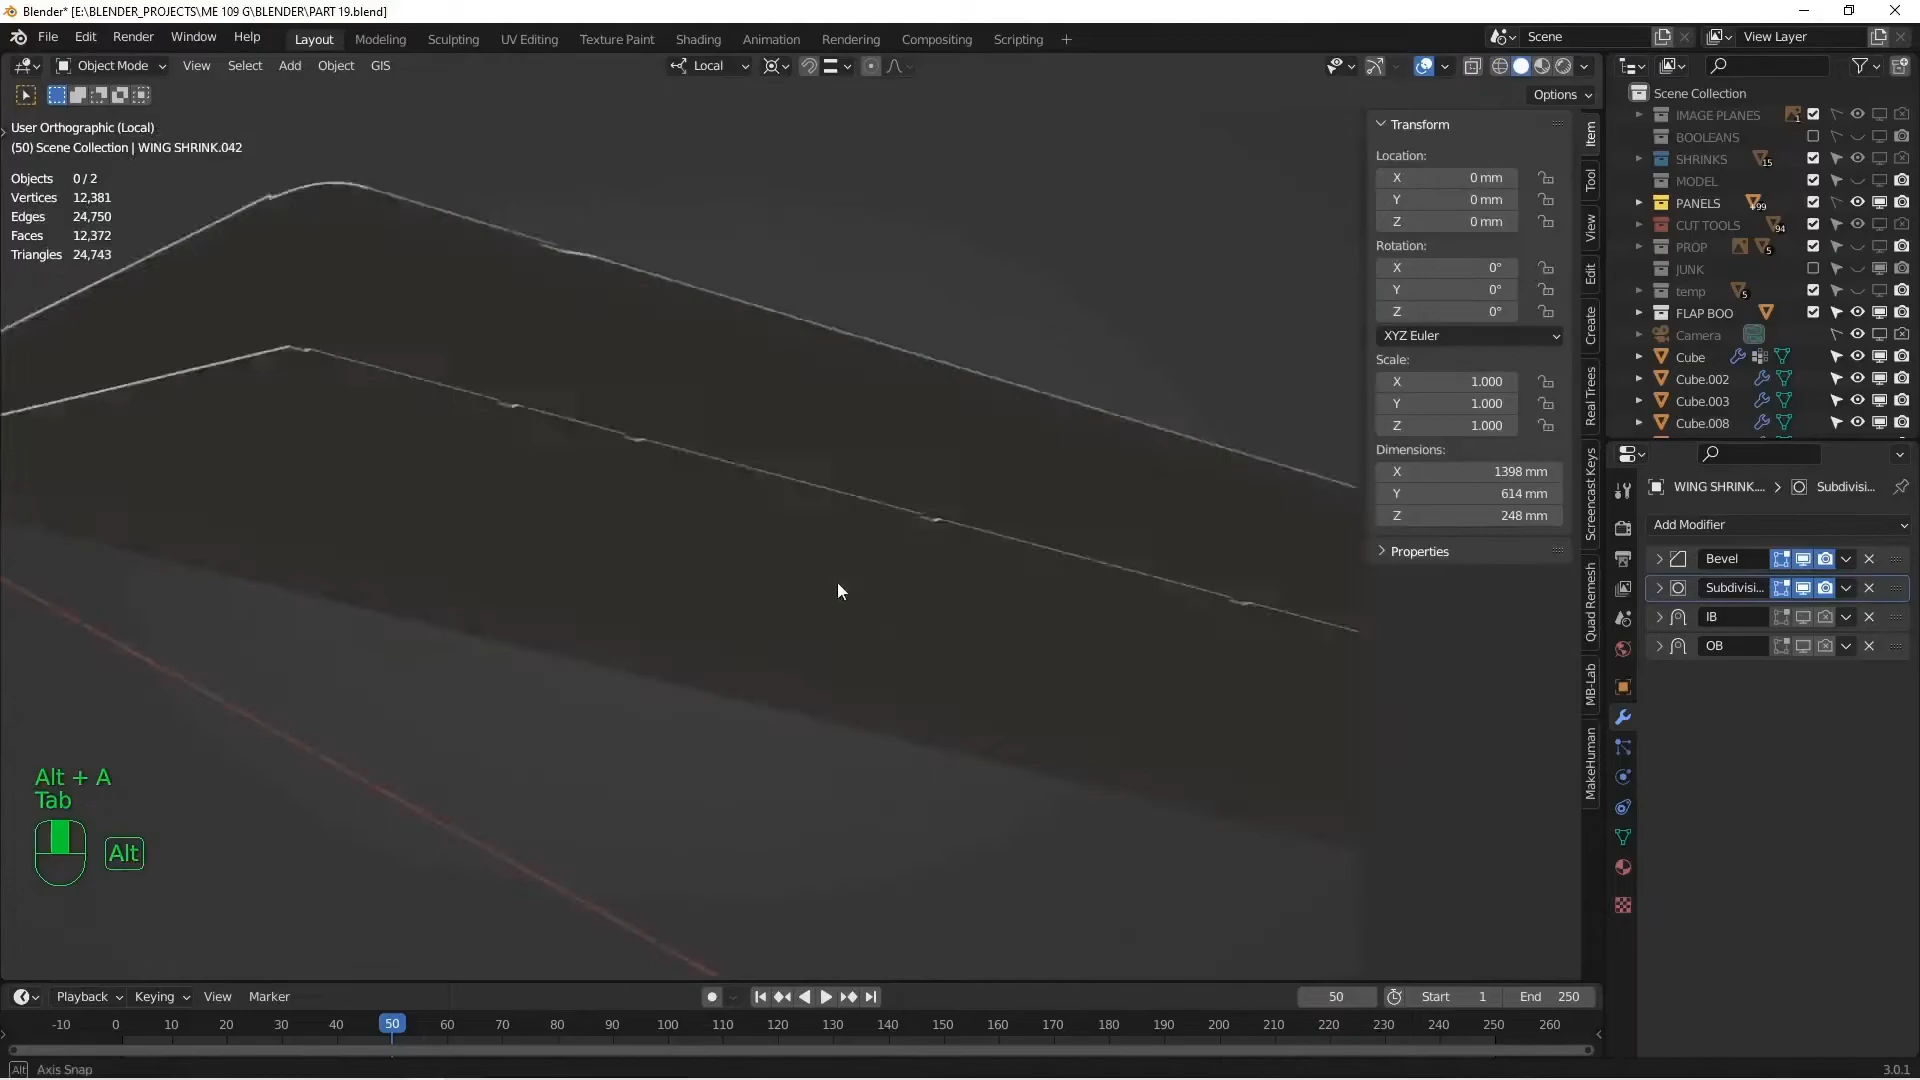 Blender* [E:\BLENDER_PROJECTS\ME 109 G\BLENDER\PART 19.blend]
File Edit Render Window Help
Layout Modeling Sculpting UV Editing Texture Paint Shading Animation Rendering Compositing Scripting +
Scene
View Layer
Object Mode View Select Add Object GIS
Local
Options
User Orthographic (Local)
(50) Scene Collection | WING SHRINK.042
Objects 0 / 2
Vertices 12,381
Edges 24,750
Faces 12,372
Triangles 24,743
Transform
Location:
X 0 mm
Y 0 mm
Z 0 mm
Rotation:
X 0°
Y 0°
Z 0°
XYZ Euler
Scale:
X 1.000
Y 1.000
Z 1.000
Dimensions:
X 1398 mm
Y 614 mm
Z 248 mm
Properties
Item
Tool
View
Edit
Create
Real Trees
Screencast Keys
Quad Remesh
MB-Lab
MakeHuman
Scene Collection
IMAGE PLANES 1
BOOLEANS
SHRINKS 15
MODEL
PANELS +99
CUT TOOLS 94
PROP 5
JUNK
temp 5
FLAP BOO
Camera
Cube
Cube.002
Cube.003
Cube.008
WING SHRINK.... > Subdivisi...
Add Modifier
Bevel
Subdivisi...
IB
OB
Alt + A
Tab
Alt
Playback Keying View Marker
50 Start 1 End 250
-10 0 10 20 30 40 50 60 70 80 90 100 110 120 130 140 150 160 170 180 190 200 210 220 230 240 250 260
Alt Axis Snap
3.0.1